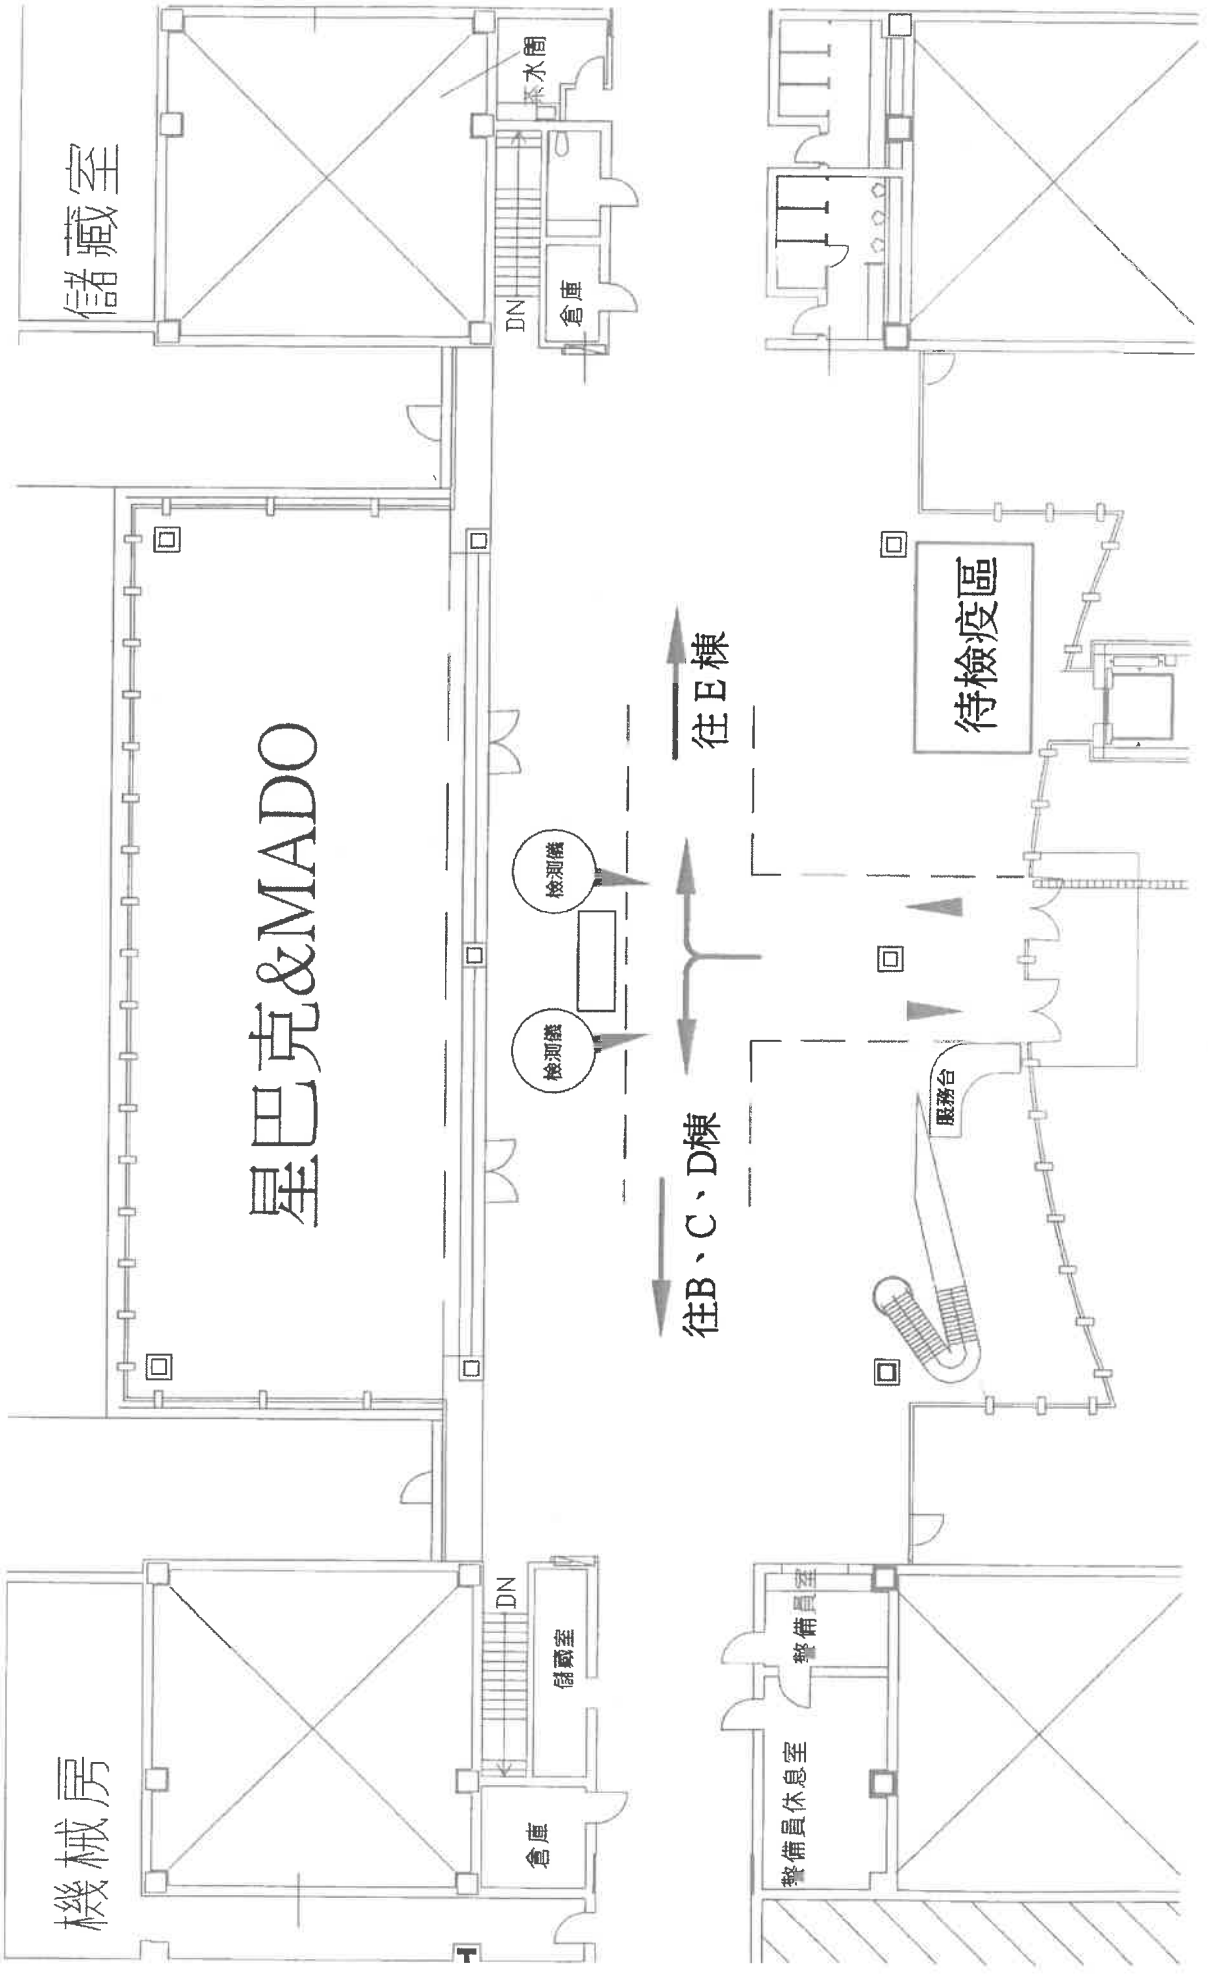 機械房
儲藏室
星巴克&MADO
倉庫
DN
儲藏室
DN
倉庫
茶水間
檢測儀
檢測儀
往B、C、D棟
往E棟
警備員休息室
警備員室
服務台
待檢疫區